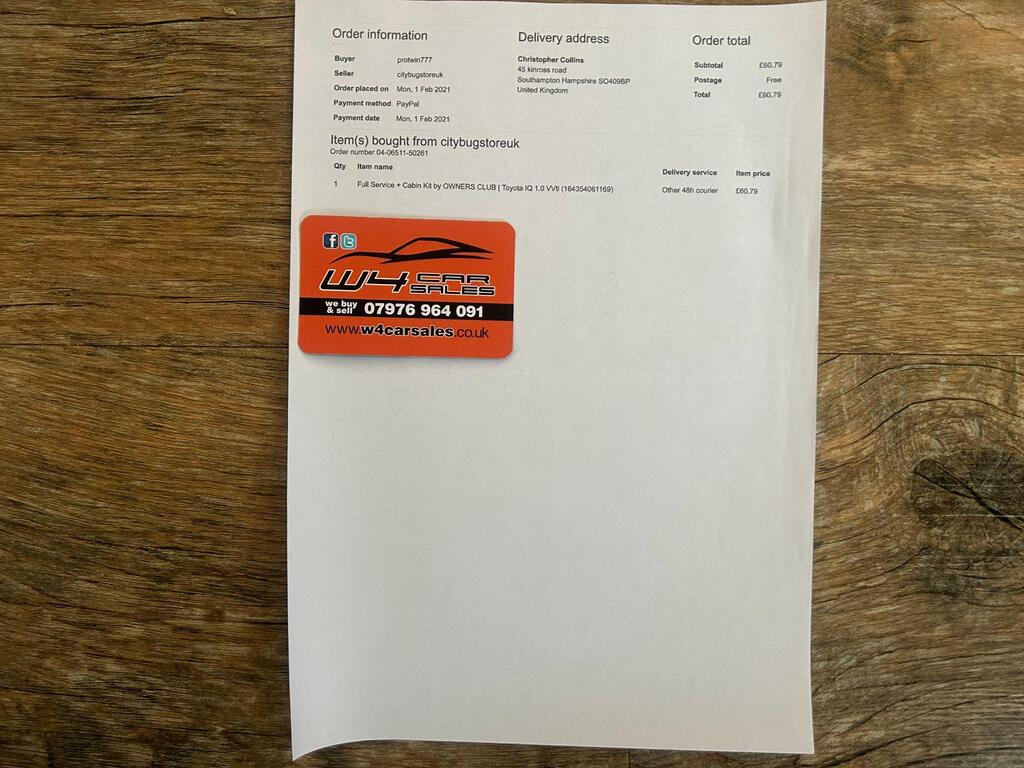 Order information
Buyer protwin777
Seller citybugstoreuk
Order placed on Mon, 1 Feb 2021
Payment method PayPal
Payment date Mon, 1 Feb 2021
Delivery address
Christopher Collins
45 kinross road
Southampton Hampshire SO409BP
United Kingdom
Order total
Subtotal £60.79
Postage Free
Total £60.79
Item(s) bought from citybugstoreuk
Order number 04-06511-50261
Qty Item name Delivery service Item price
1 Full Service + Cabin Kit by OWNERS CLUB | Toyota IQ 1.0 VVti (164354061169) Other 48h courier £60.79
W4 CAR
SALES
we buy
& sell
07976 964 091
www.w4carsales.co.uk